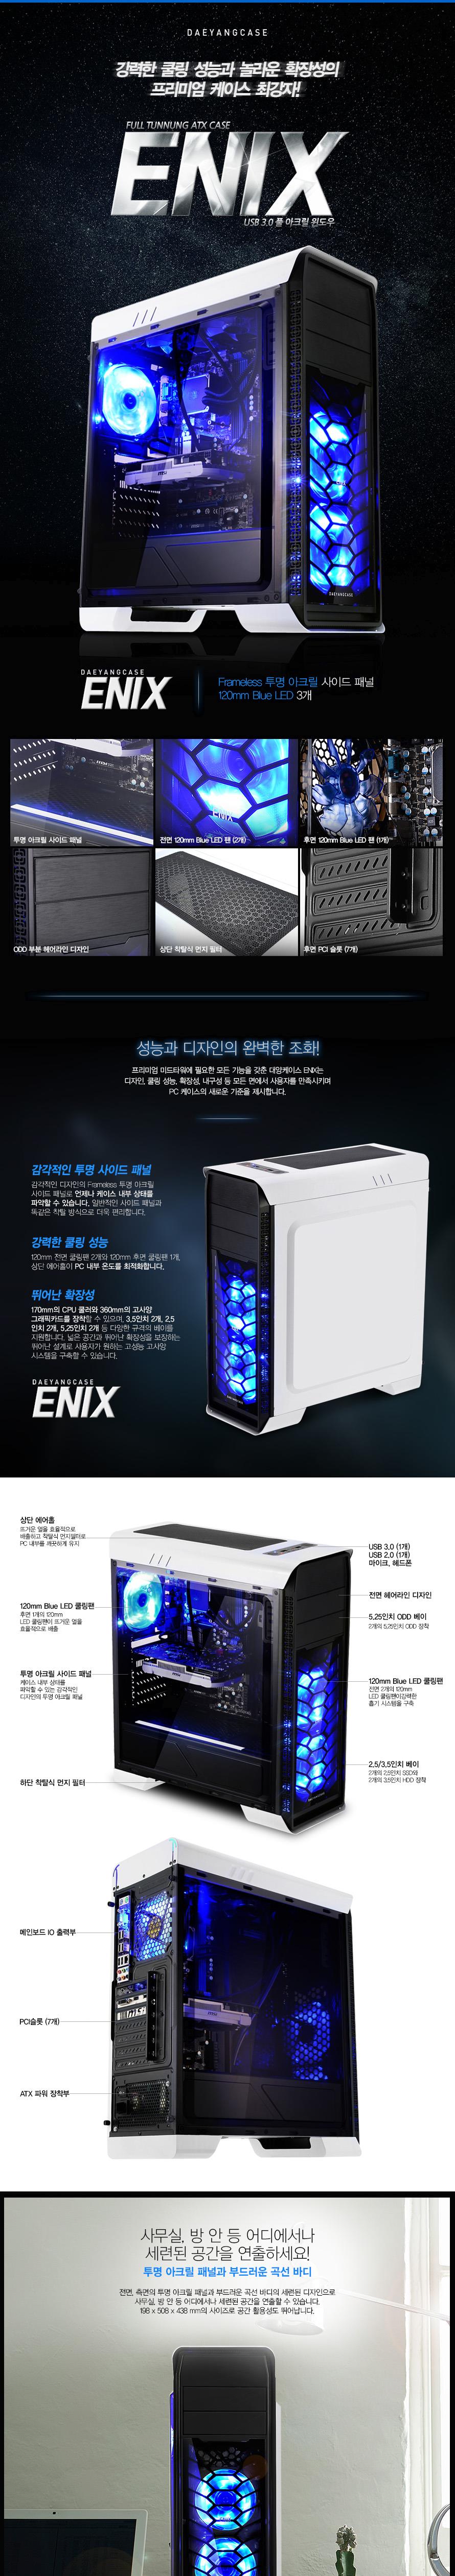 DAEYANGCASE
강력한 쿨링 성능과 놀라운 확장성의
프리미엄 케이스 최강자!
FULL TUNNUNG ATX CASE
ENIX
USB 3.0 풀 아크릴 윈도우
DAEYANGCASE
DAEYANGCASE
ENIX
Frameless 투명 아크릴 사이드 패널
120mm Blue LED 3개
투명 아크릴 사이드 패널
ENIX
전면 120mm Blue LED 팬 (2개)
후면 120mm Blue LED 팬 (1개)
ODD 부분 헤어라인 디자인
상단 착탈식 먼지 필터
후면 PCI 슬롯 (7개)
성능과 디자인의 완벽한 조화!
프리미엄 미드타워에 필요한 모든 기능을 갖춘 대양케이스 ENIX는
디자인, 쿨링 성능, 확장성, 내구성 등 모든 면에서 사용자를 만족시키며
PC 케이스의 새로운 기준을 제시합니다.
감각적인 투명 사이드 패널
감각적인 디자인의 Frameless 투명 아크릴
사이드 패널로 언제나 케이스 내부 상태를
파악할 수 있습니다. 일반적인 사이드 패널과
똑같은 착탈 방식으로 더욱 편리합니다.
강력한 쿨링 성능
120mm 전면 쿨링팬 2개와 120mm 후면 쿨링팬 1개,
상단 에어홀이 PC 내부 온도를 최적화합니다.
뛰어난 확장성
170mm의 CPU 쿨러와 360mm의 고사양
그래픽카드를 장착할 수 있으며, 3.5인치 2개, 2.5
인치 2개, 5.25인치 2개 등 다양한 규격의 베이를
지원합니다. 넓은 공간과 뛰어난 확장성을 보장하는
뛰어난 설계로 사용자가 원하는 고성능 고사양
시스템을 구축할 수 있습니다.
DAEYANGCASE
ENIX
상단 에어홀
뜨거운 열을 효율적으로
배출하고 착탈식 먼지필터로
PC 내부를 깨끗하게 유지
USB 3.0 (1개)
USB 2.0 (1개)
마이크, 헤드폰
전면 헤어라인 디자인
120mm Blue LED 쿨링팬
후면 1개의 120mm
LED 쿨링팬이 뜨거운 열을
효율적으로 배출
5.25인치 ODD 베이
2개의 5.25인치 ODD 장착
투명 아크릴 사이드 패널
케이스 내부 상태를
파악할 수 있는 감각적인
디자인의 투명 아크릴 패널
120mm Blue LED 쿨링팬
전면 2개의 120mm
LED 쿨링팬이강력한
흡기 시스템을 구축
2.5/3.5인치 베이
2개의 2.5인치 SSD와
2개의 3.5인치 HDD 장착
하단 착탈식 먼지 필터
메인보드 IO 출력부
PCI슬롯 (7개)
ATX 파워 장착부
사무실, 방 안 등 어디에서나
세련된 공간을 연출하세요!
투명 아크릴 패널과 부드러운 곡선 바디
전면, 측면의 투명 아크릴 패널과 부드러운 곡선 바디의 세련된 디자인으로
사무실, 방 안 등 어디에서나 세련된 공간을 연출할 수 있습니다.
198 x 508 x 438 mm의 사이즈로 공간 활용성도 뛰어납니다.